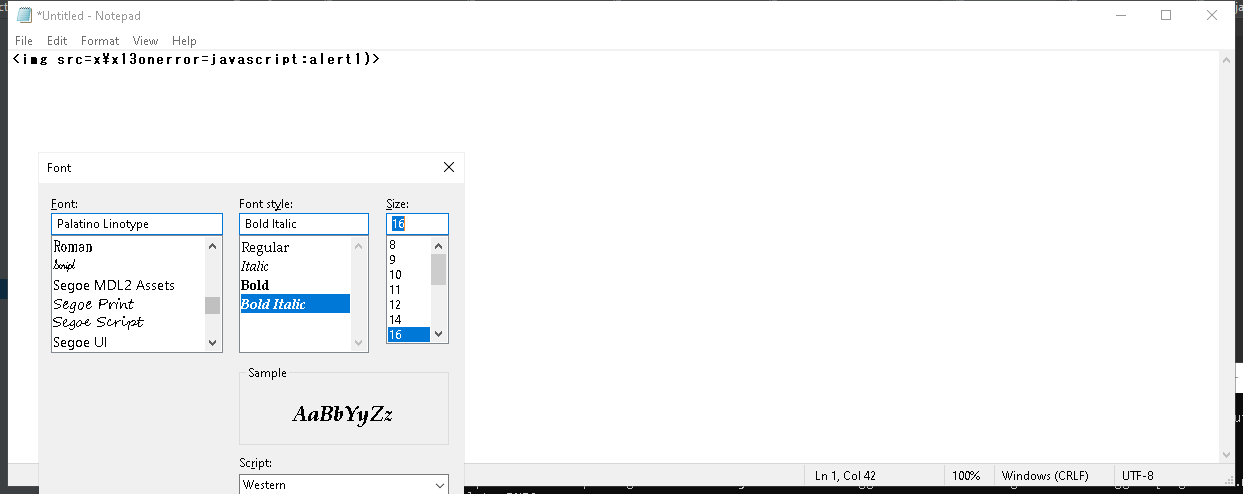 *Untitled - Notepad
File Edit Format View Help
<img src=x¥x13onerror=javascript:alert1)>
Font
Font: Font style: Size:
Palatino Linotype Bold Italic 16
Roman Regular 8
Script Italic 9
Segoe MDL2 Assets Bold 10
Segoe Print Bold Italic 11
Segoe Script 12
Segoe UI 14
16
Sample
AaBbYyZz
Script:
Western
Ln 1, Col 42 100% Windows (CRLF) UTF-8